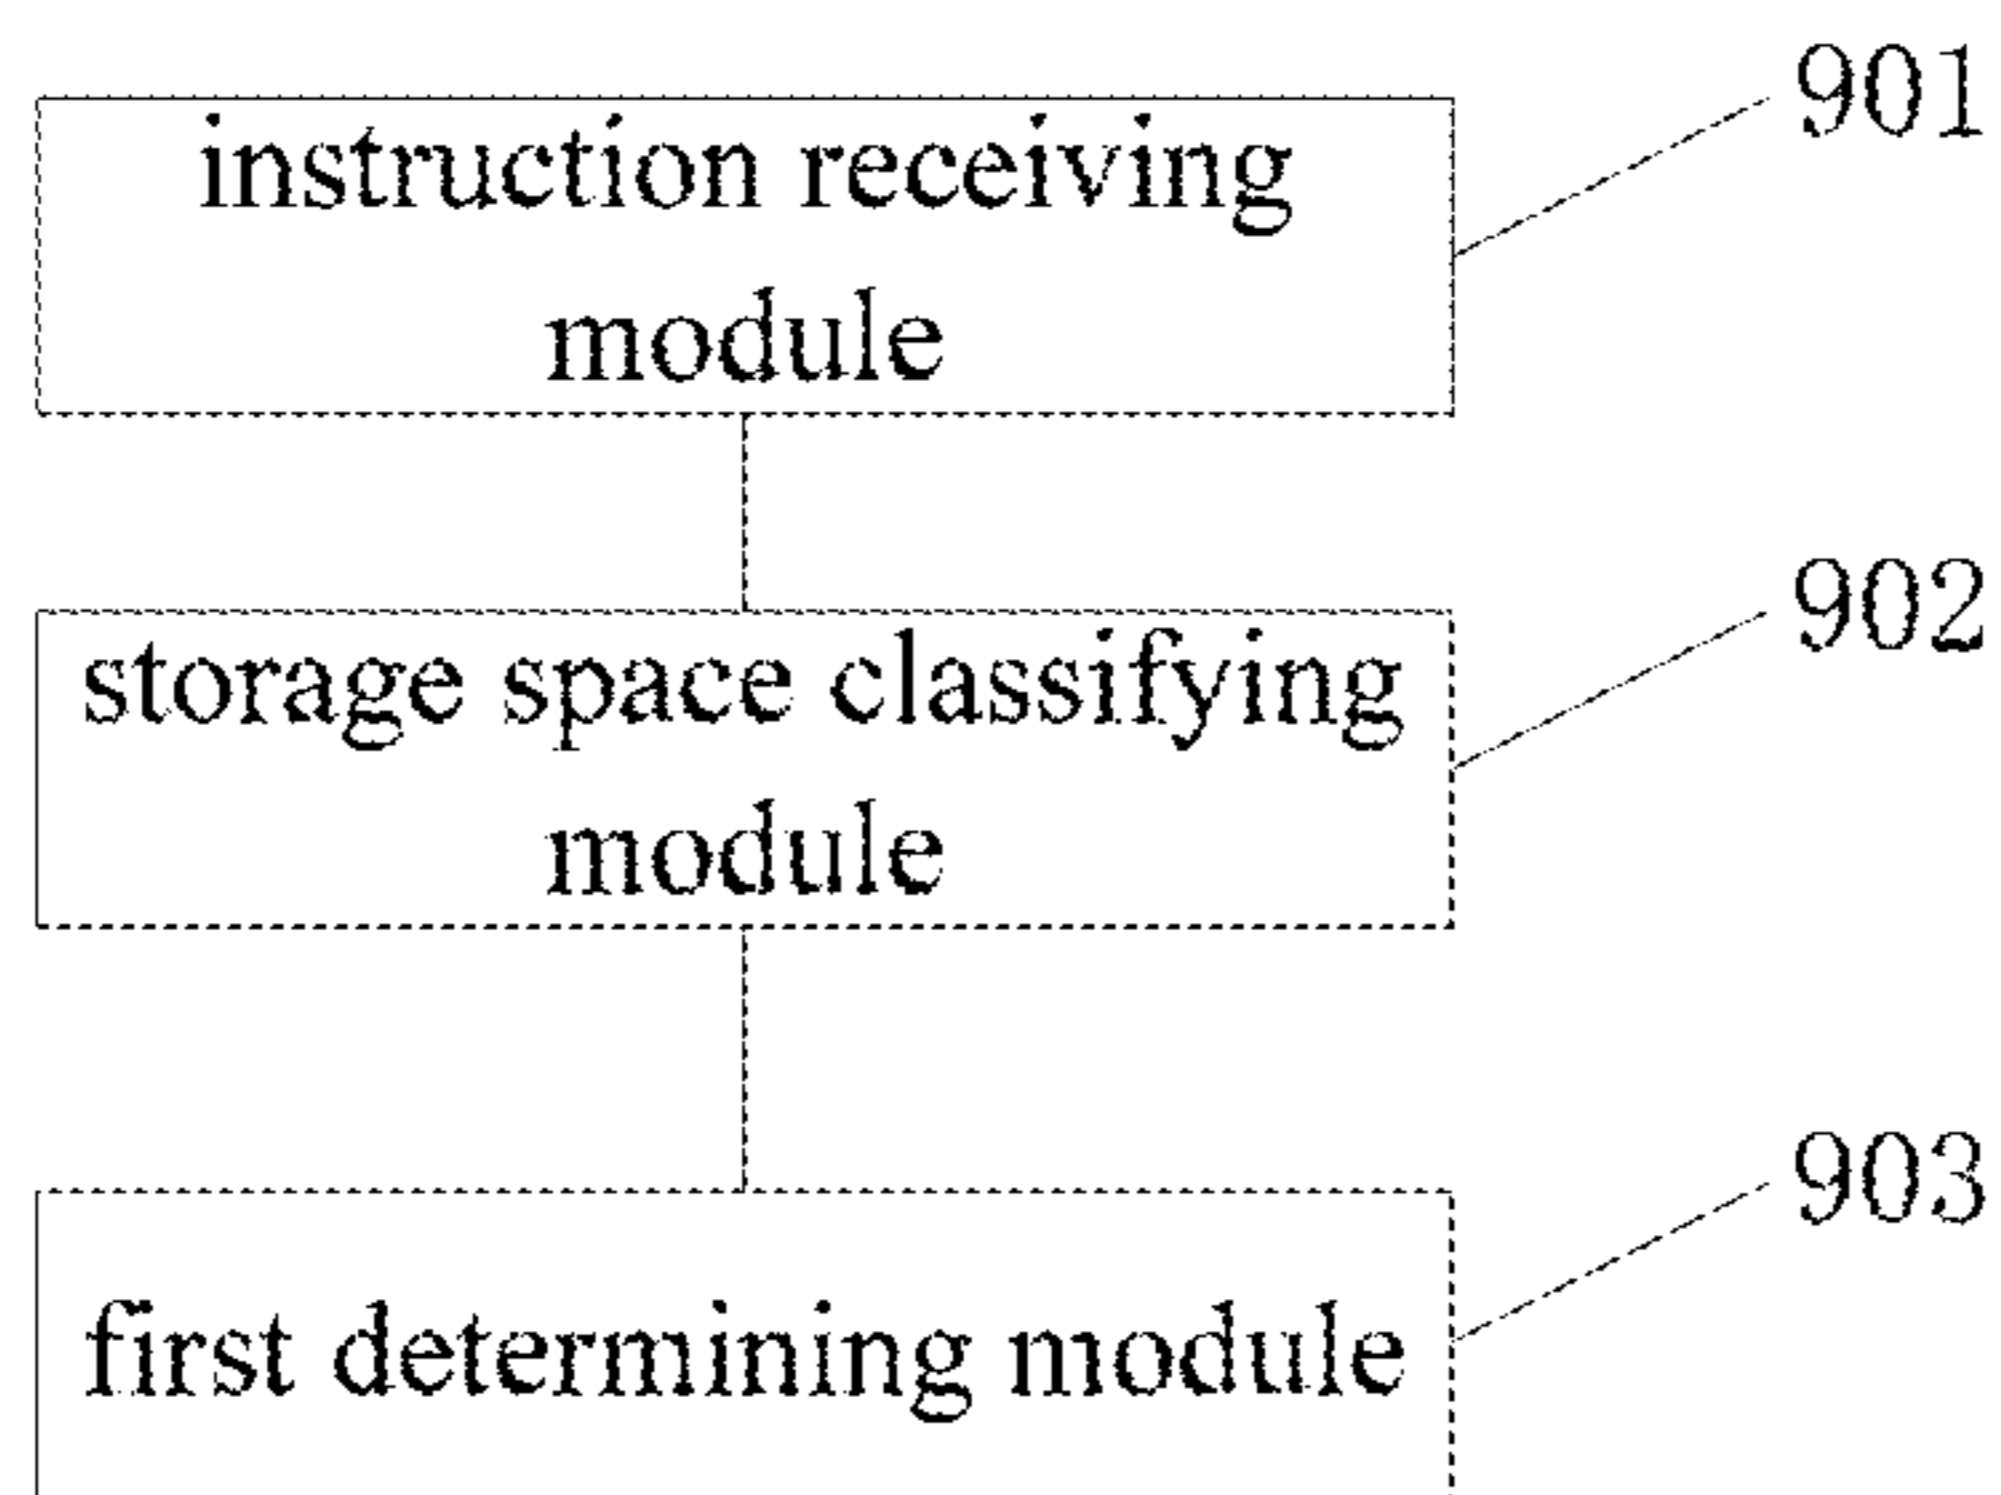 901
instruction receiving
module
902
storage space classifying
module
903
first determining module